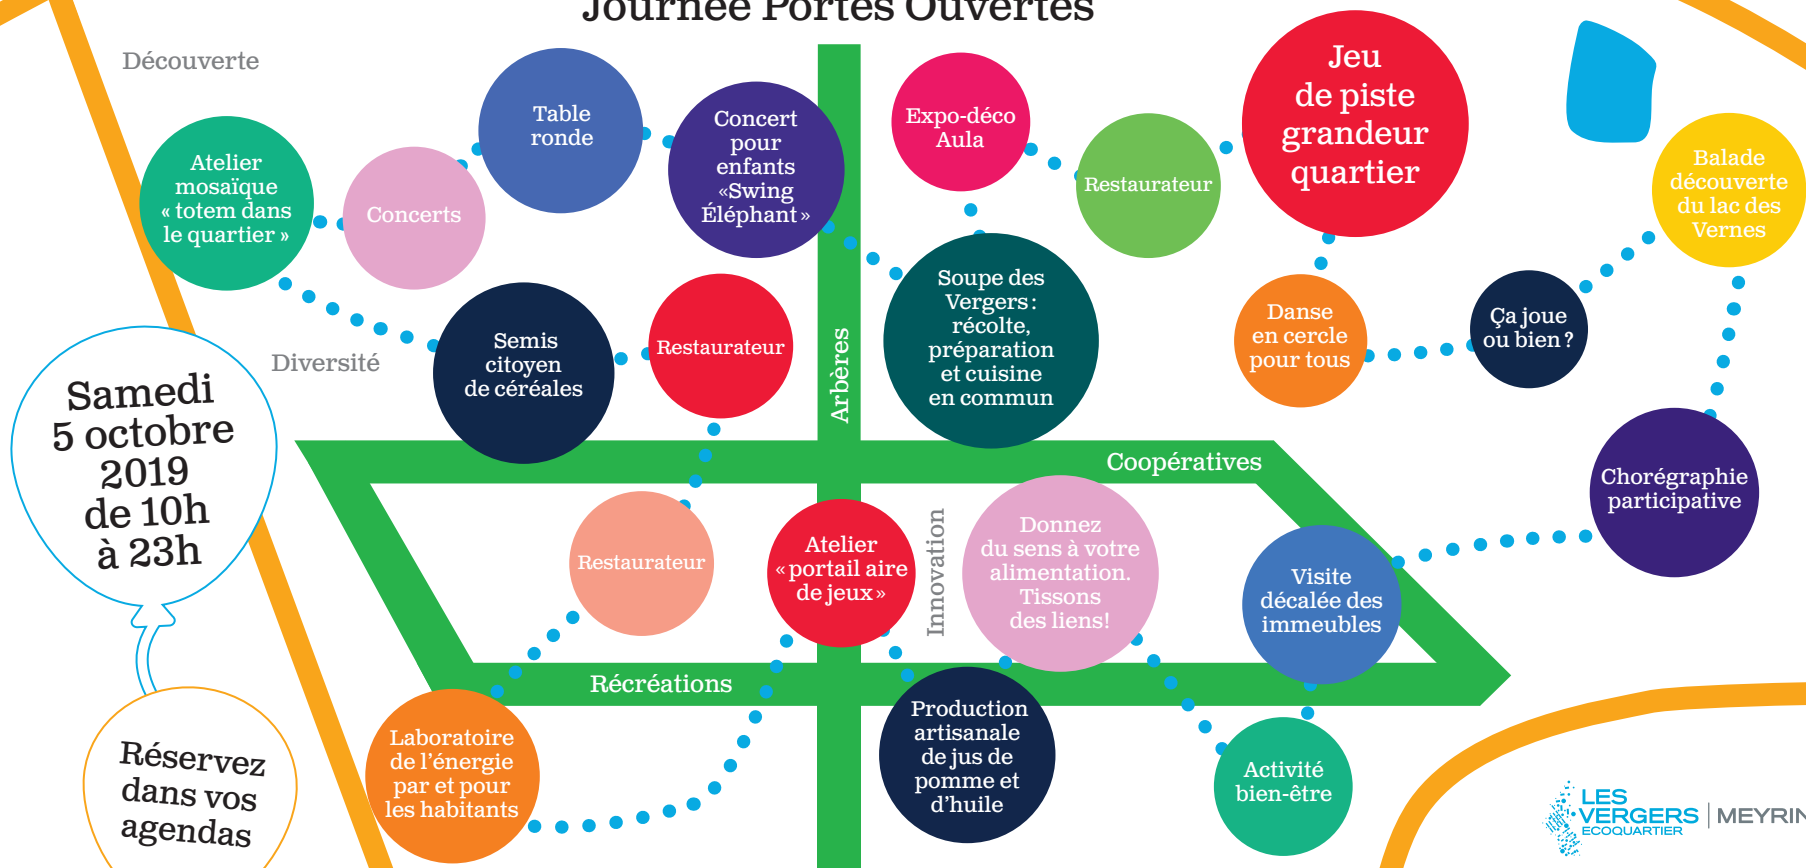 Journée Portes Ouvertes
Découverte
Atelier
mosaïque
« totem dans
le quartier »
Concerts
Table
ronde
Concert
pour
enfants
«Swing
Éléphant»
Expo-déco
Aula
Restaurateur
Jeu
de piste
grandeur
quartier
Balade
découverte
du lac des
Vernes
Diversité
Semis
citoyen
de céréales
Restaurateur
Arbères
Soupe des
Vergers :
récolte,
préparation
et cuisine
en commun
Danse
en cercle
pour tous
Ça joue
ou bien ?
Samedi
5 octobre
2019
de 10h
à 23h
Coopératives
Chorégraphie
participative
Restaurateur
Atelier
« portail aire
de jeux »
Innovation
Donnez
du sens à votre
alimentation.
Tissons
des liens!
Visite
décalée des
immeubles
Récréations
Laboratoire
de l'énergie
par et pour
les habitants
Production
artisanale
de jus de
pomme et
d'huile
Activité
bien-être
Réservez
dans vos
agendas
LES
VERGERS
ECOQUARTIER
MEYRIN